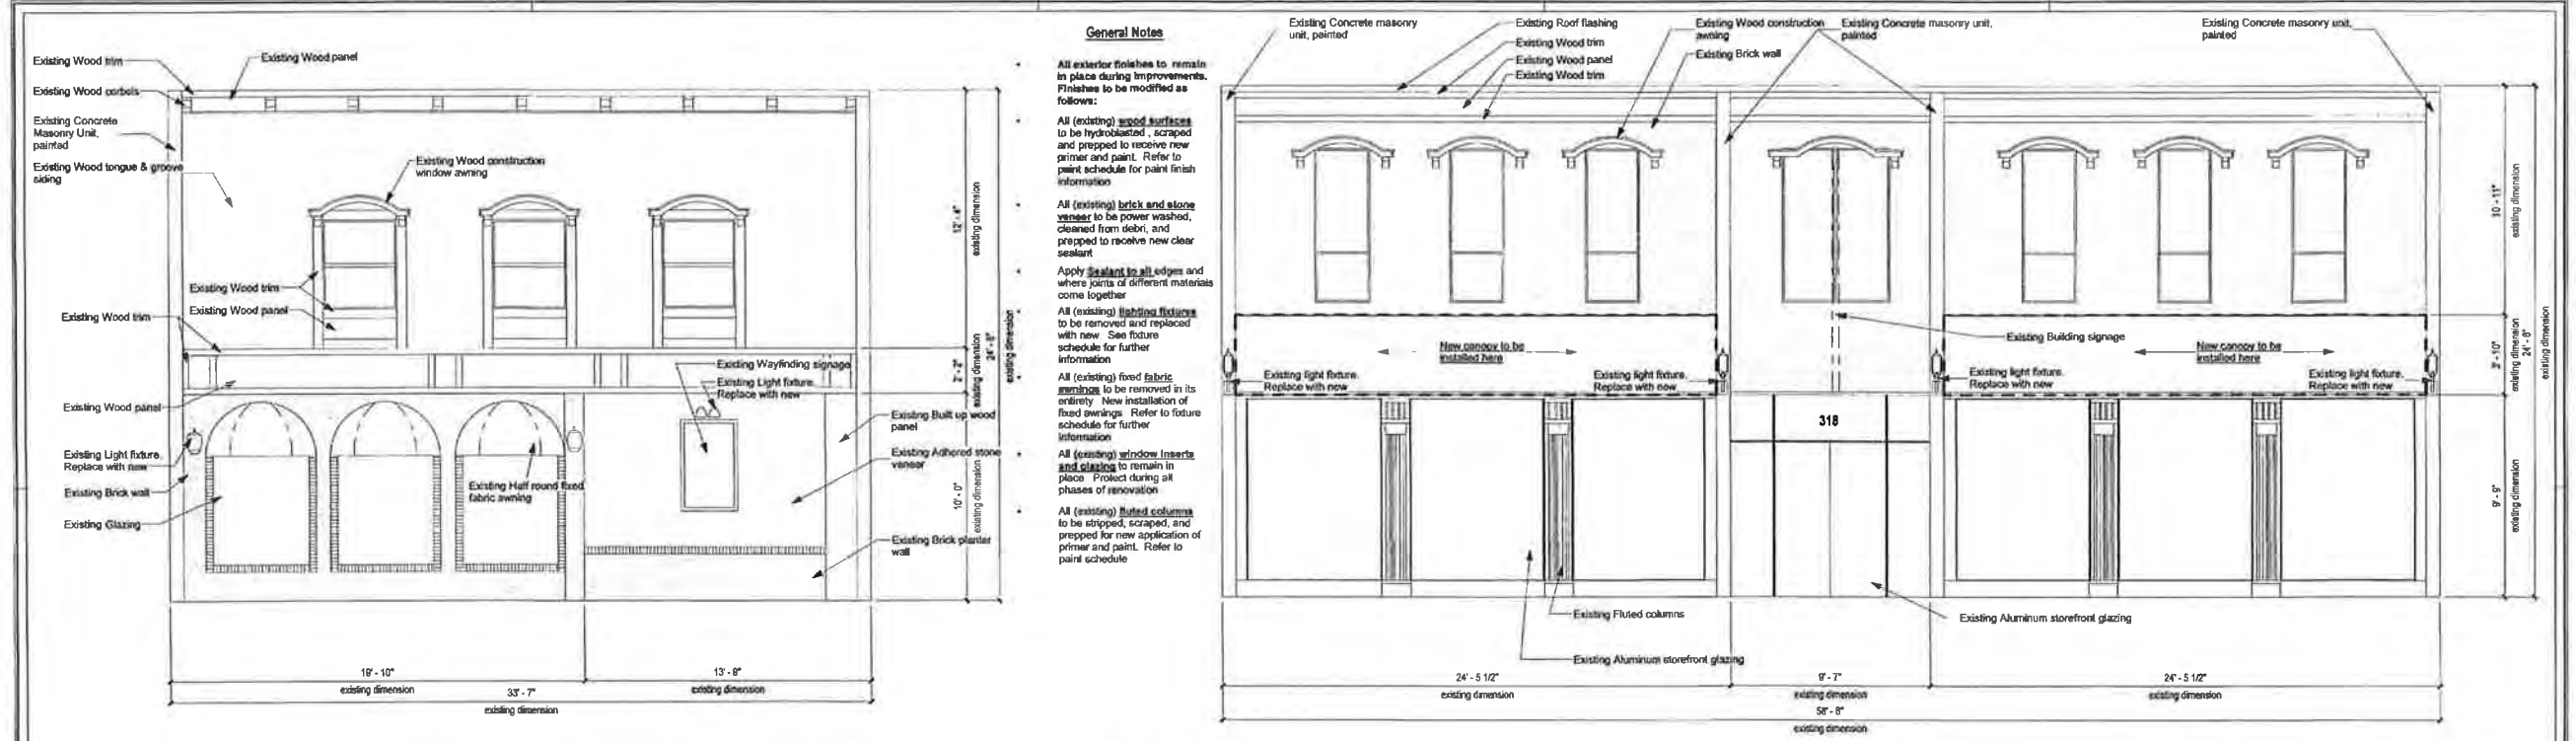 Existing Wood trim
Existing Wood panel
Existing Wood corbels
Existing Concrete
Masonry Unit,
painted
Existing Wood tongue & groove
siding
Existing Wood construction
window awning
Existing Wood trim
Existing Wood panel
Existing Wood trim
Existing Wood panel
Existing Light fixture.
Replace with new
Existing Brick wall
Existing Glazing
Existing Half round fixed
fabric awning
Existing Wayfinding signage
Existing Light fixture.
Replace with new
Existing Built up wood
panel
Existing Adhered stone
veneer
Existing Brick planter
wall
12' - 4"
existing dimension
2' - 2"
existing dimension
10' - 0"
existing dimension
24' - 6"
existing dimension
19' - 10"
existing dimension
13' - 9"
existing dimension
33' - 7"
existing dimension
General Notes
All exterior finishes to remain
in place during improvements.
Finishes to be modified as
follows:
All (existing) wood surfaces
to be hydroblasted , scraped
and prepped to receive new
primer and paint. Refer to
paint schedule for paint finish
information
All (existing) brick and stone
veneer to be power washed,
cleaned from debri, and
prepped to receive new clear
sealant
Apply Sealant to all edges and
where joints of different materials
come together
All (existing) lighting fixtures
to be removed and replaced
with new See fixture
schedule for further
information
All (existing) fixed fabric
awnings to be removed in its
entirety New installation of
fixed awnings Refer to fixture
schedule for further
information
All (existing) window inserts
and glazing to remain in
place Protect during all
phases of renovation
All (existing) fluted columns
to be stripped, scraped, and
prepped for new application of
primer and paint. Refer to
paint schedule
Existing Concrete masonry
unit, painted
Existing Roof flashing
Existing Wood trim
Existing Wood panel
Existing Wood trim
Existing Wood construction
awning
Existing Brick wall
Existing Concrete masonry unit,
painted
Existing Concrete masonry unit,
painted
New canopy to be
installed here
Existing light fixture.
Replace with new
Existing light fixture.
Replace with new
Existing Building signage
New canopy to be
installed here
Existing light fixture.
Replace with new
Existing light fixture.
Replace with new
318
Existing Fluted columns
Existing Aluminum storefront glazing
Existing Aluminum storefront glazing
10' - 11"
existing dimension
3' - 10"
existing dimension
9' - 9"
existing dimension
24' - 6"
existing dimension
24' - 5 1/2"
existing dimension
9' - 7"
existing dimension
24' - 5 1/2"
existing dimension
58' - 6"
existing dimension